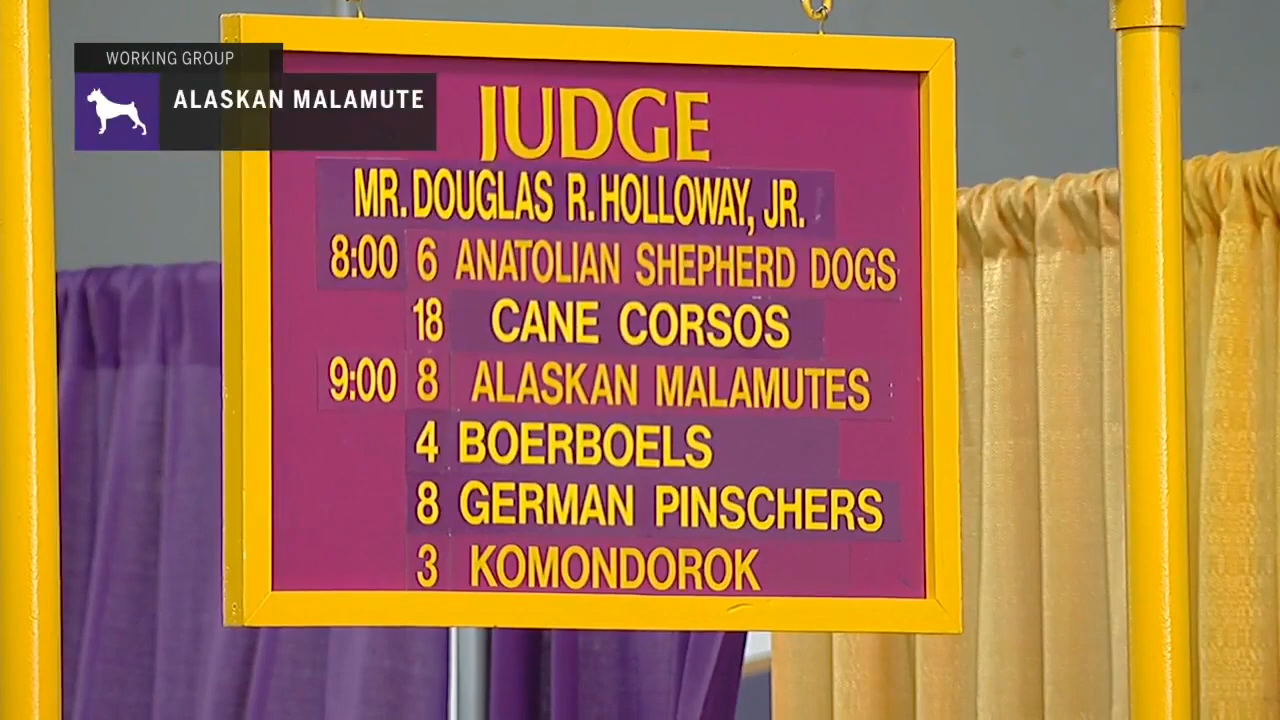 WORKING GROUP
ALASKAN MALAMUTE
JUDGE
MR. DOUGLAS R. HOLLOWAY, JR.
8:00 6 ANATOLIAN SHEPHERD DOGS
18 CANE CORSOS
9:00 8 ALASKAN MALAMUTES
4 BOERBOELS
8 GERMAN PINSCHERS
3 KOMONDOROK